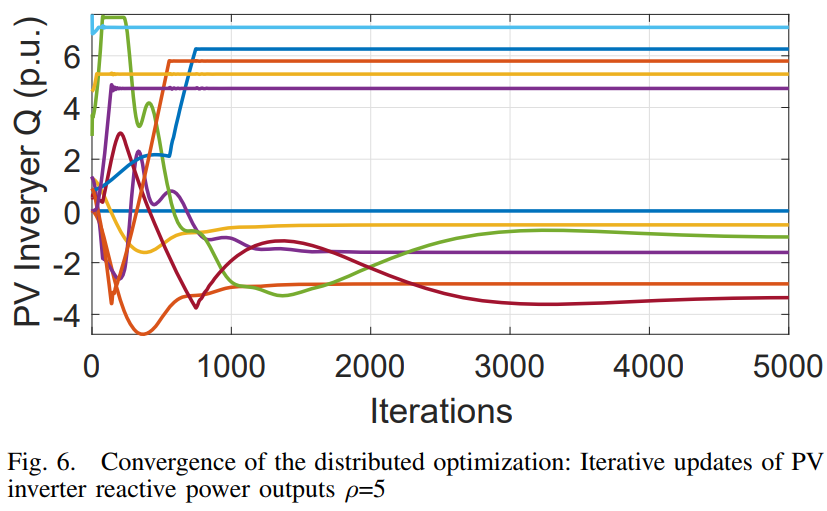 PV Inveryer Q (p.u.)
6
4
2
0
-2
-4
0 1000 2000 3000 4000 5000
Iterations
Fig. 6. Convergence of the distributed optimization: Iterative updates of PV
inverter reactive power outputs ρ=5